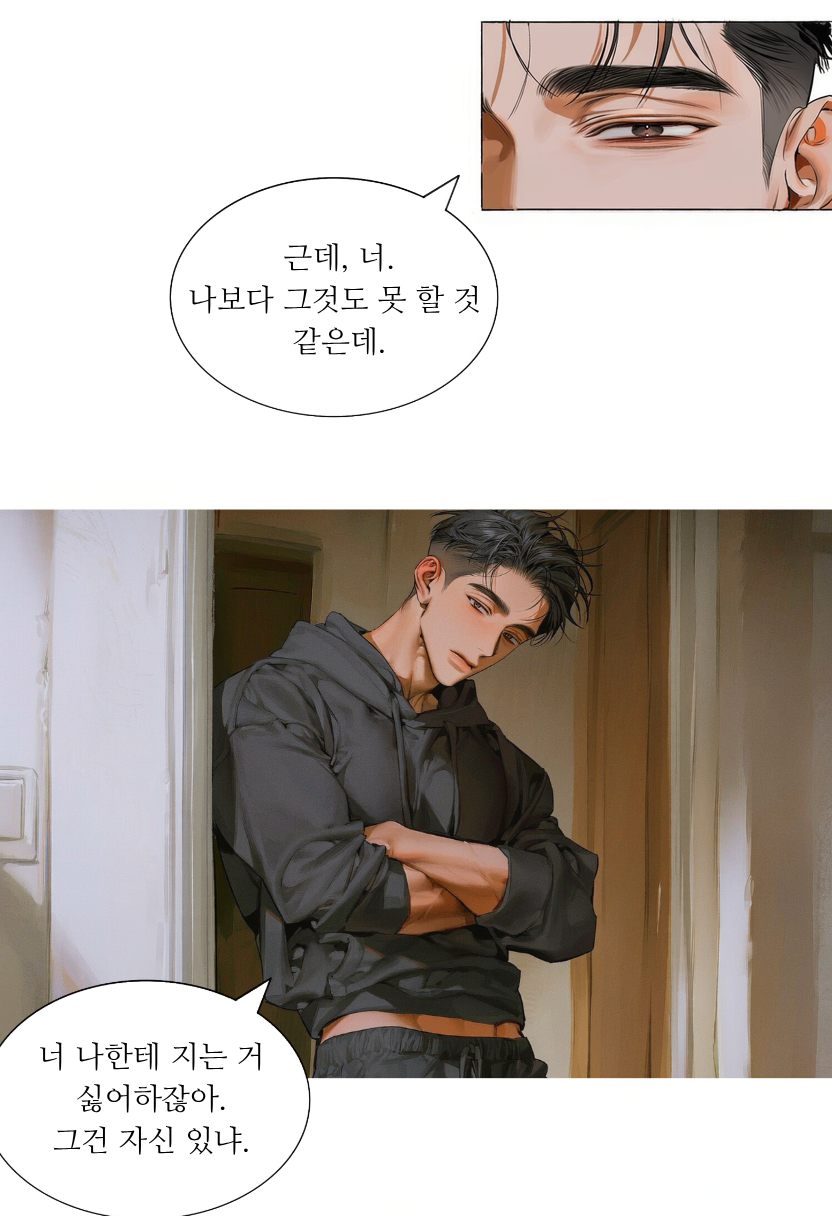 근데, 너.
나보다 그것도 못 할 것
같은데.
너 나한테 지는 거
싫어하잖아.
그건 자신 있냐.